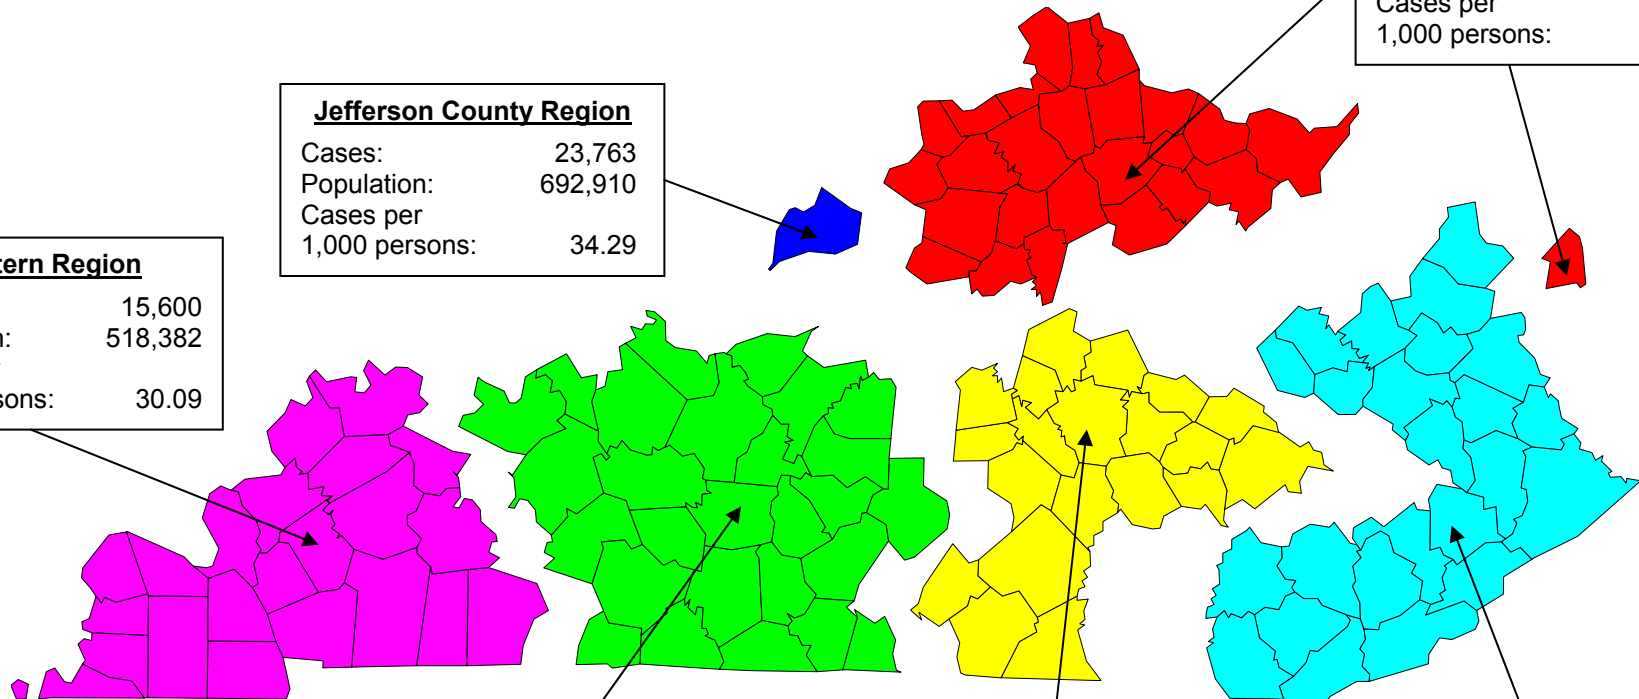 Cases per
1,000 persons:
Jefferson County Region
Cases: 23,763
Population: 692,910
Cases per
1,000 persons: 34.29
tern Region
15,600
n: 518,382
sons: 30.09